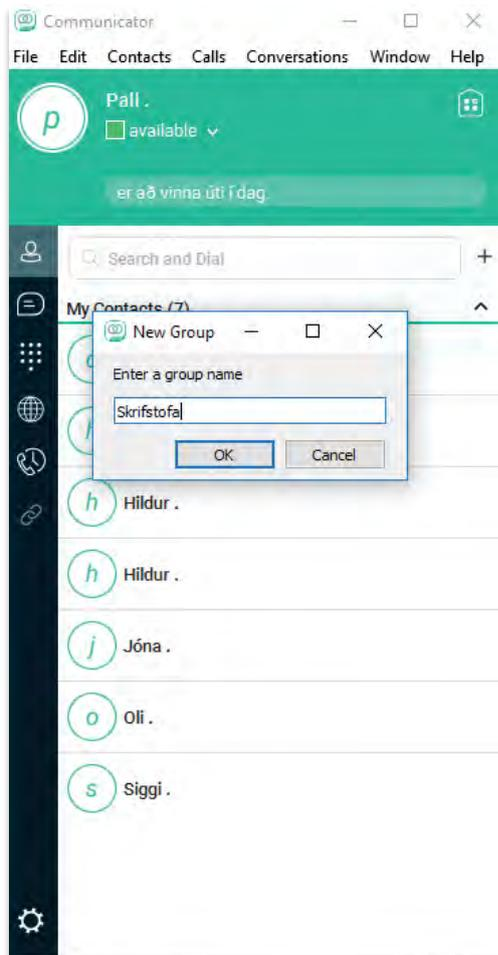 Communicator
File Edit Contacts Calls Conversations Window Help
p
Pall .
available
er að vinna úti í dag.
Search and Dial
My Contacts (7)
New Group
Enter a group name
Skrifstofa
OK Cancel
h Hildur .
h Hildur .
j Jóna .
o Oli .
s Siggi .